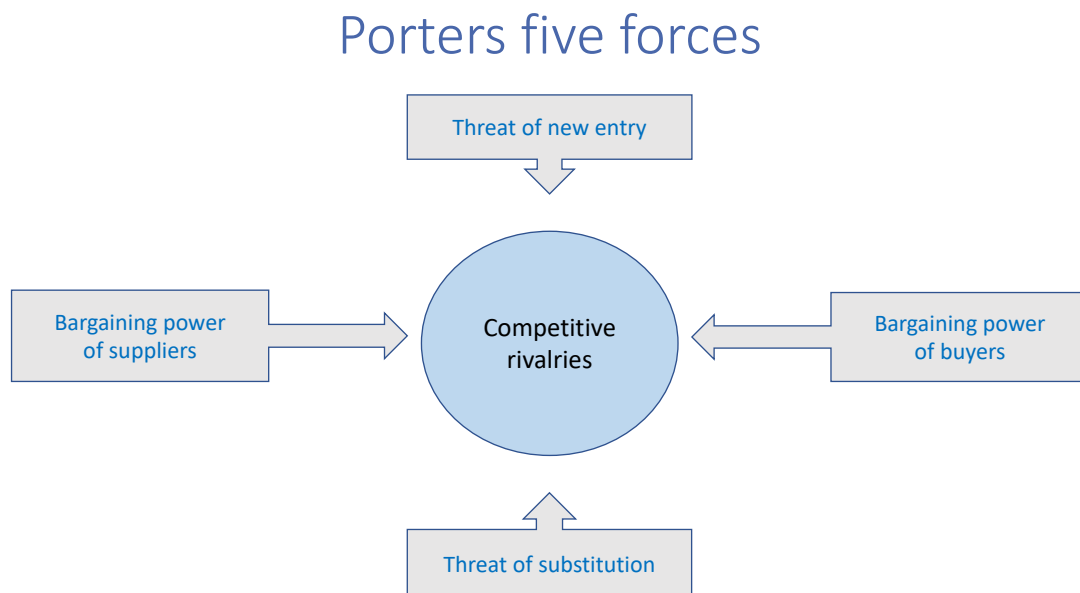 Porters five forces
Threat of new entry
Bargaining power
of suppliers
Competitive
rivalries
Bargaining power
of buyers
Threat of substitution